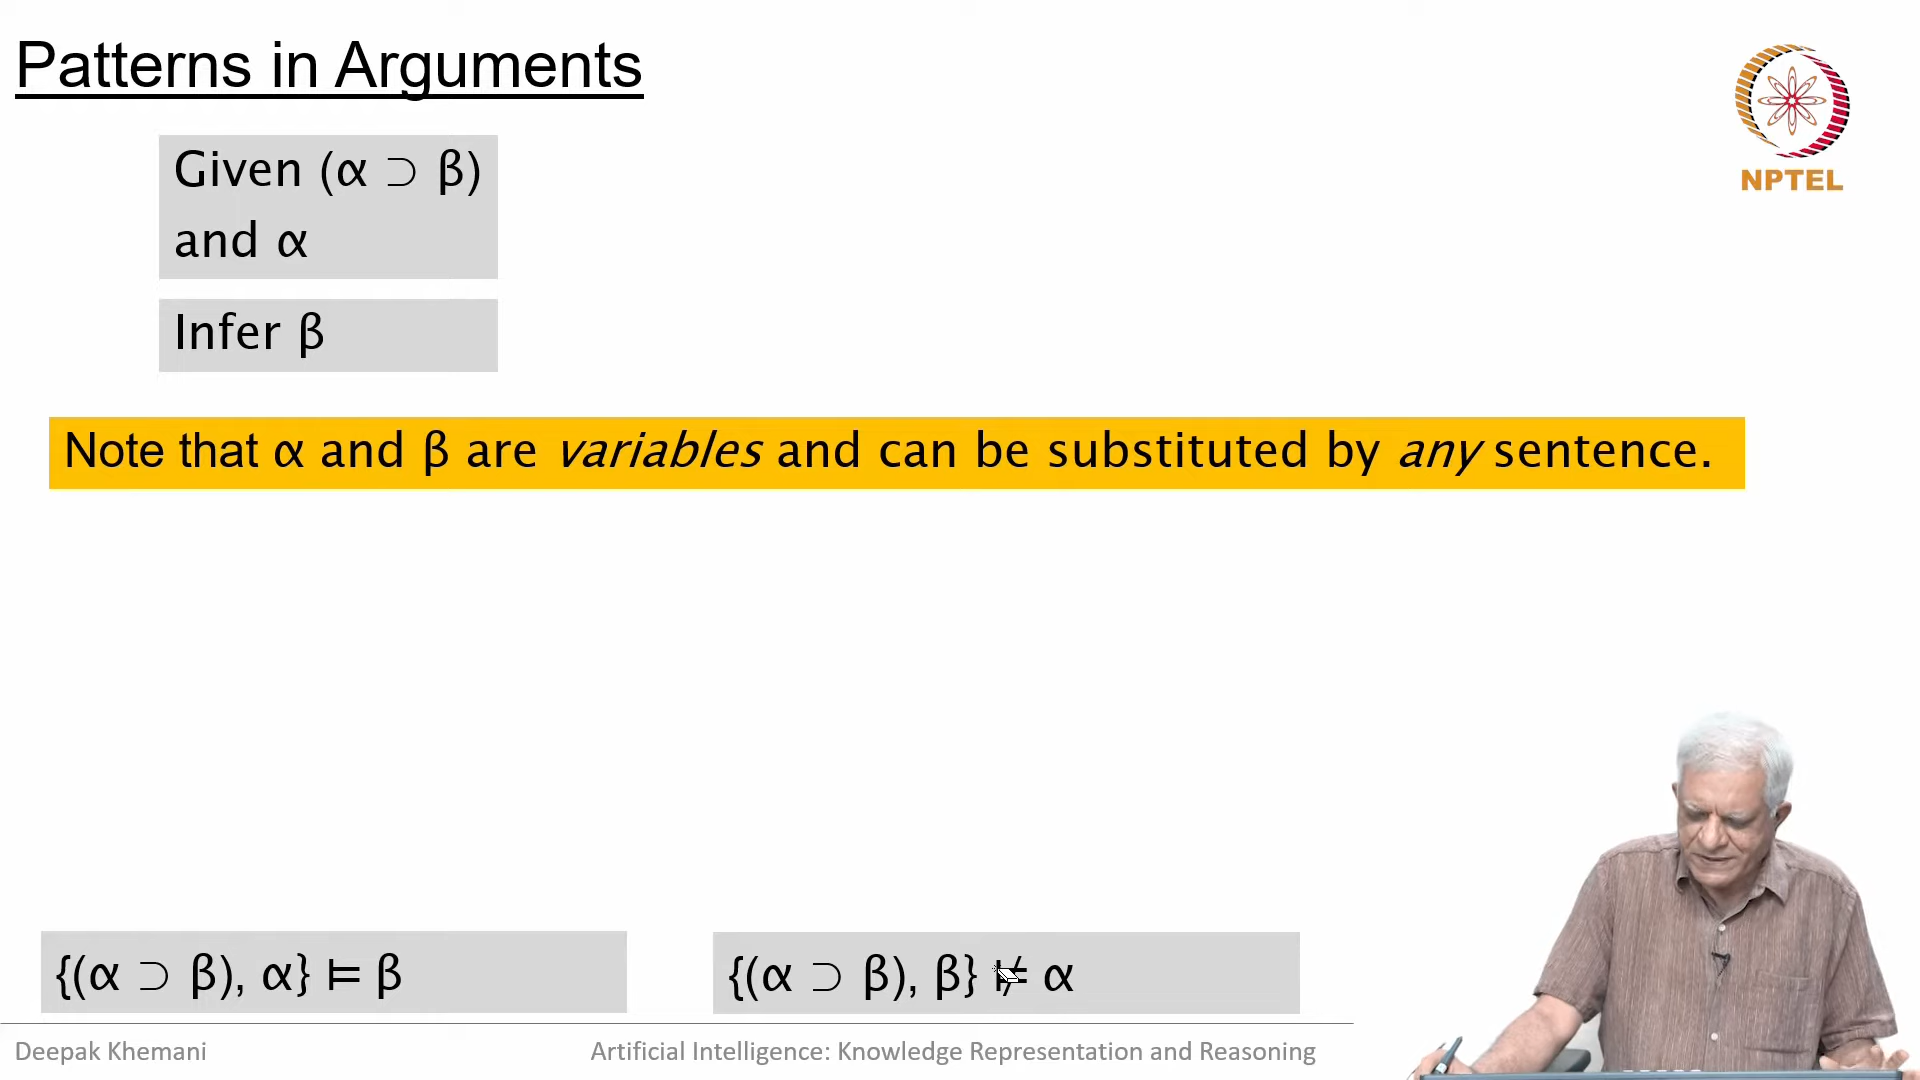 Patterns in Arguments
NPTEL
Given (α ⊃ β)
and α
Infer β
Note that α and β are variables and can be substituted by any sentence.
{(α ⊃ β), α} ⊨ β
{(α ⊃ β), β} ⊭ α
Deepak Khemani
Artificial Intelligence: Knowledge Representation and Reasoning